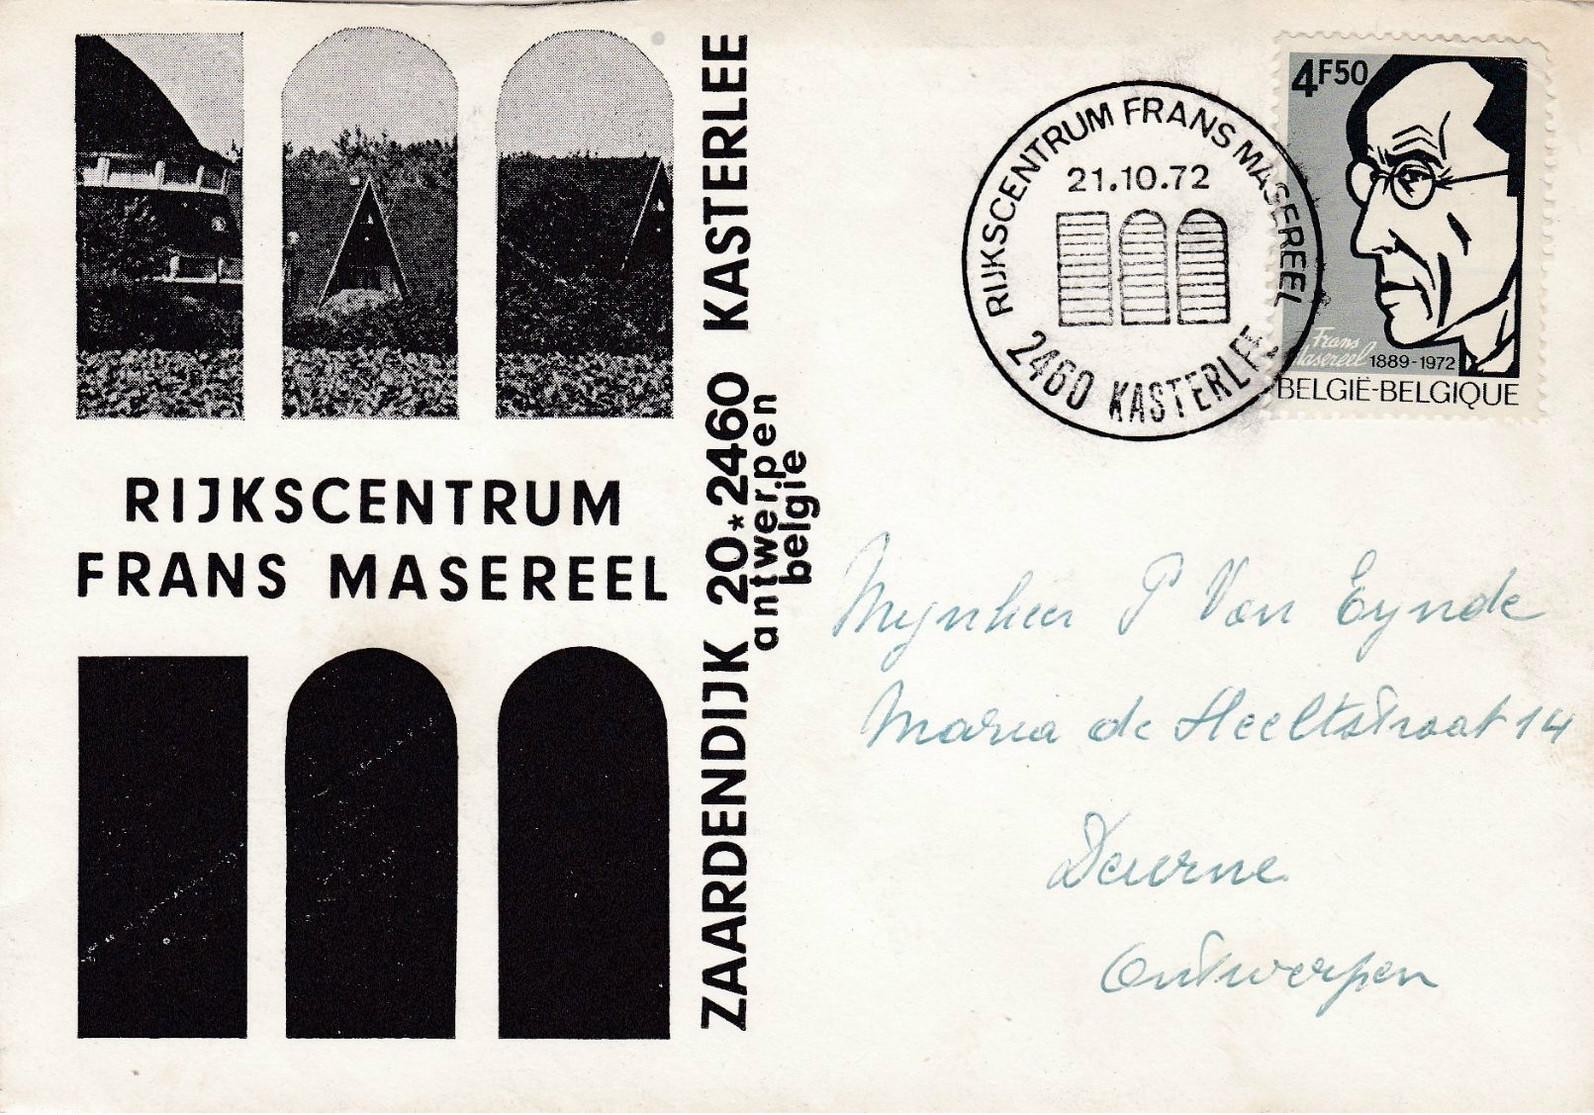 RIJKSCENTRUM
FRANS MASEREEL
ZAARDENDIJK 20*2460 KASTERLEE
antwerpen
belgie
RIJKSCENTRUM FRANS MASEREEL
21.10.72
2460 KASTERLEE
4F50
Frans
Masereel 1889-1972
BELGIË-BELGIQUE
Mynheer P Van Eynde
Maria de Heeltstraat 14
Deurne
Antwerpen